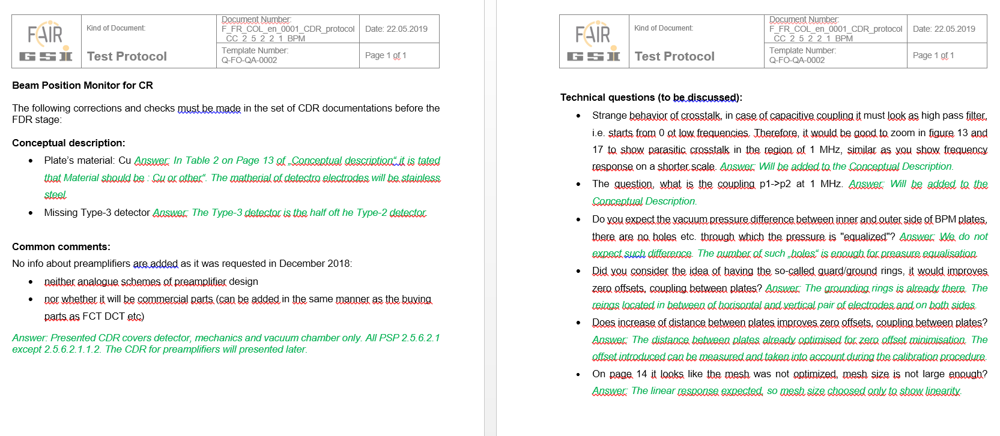 FAIR
GSI
Kind of Document:
Test Protocol
Document Number:
F_FR_COL_en_0001_CDR_protocol
_CC_2_5_2_2_1_BPM
Date: 22.05.2019
Template Number:
Q-FO-QA-0002
Page 1 of 1
Beam Position Monitor for CR
The following corrections and checks must be made in the set of CDR documentations before the
FDR stage:
Conceptual description:
• Plate's material: Cu Answer: In Table 2 on Page 13 of „Conceptual description“ it is tated
that Material should be : Cu or other“. The matherial of detectro electrodes will be stainless
steel.
• Missing Type-3 detector Answer: The Type-3 detector is the half oft he Type-2 detector.
Common comments:
No info about preamplifiers are added as it was requested in December 2018:
• neither analogue schemes of preamplifier design
• nor whether it will be commercial parts (can be added in the same manner as the buying
parts as FCT DCT etc)
Answer: Presented CDR covers detector, mechanics and vacuum chamber only. All PSP 2.5.6.2.1
except 2.5.6.2.1.1.2. The CDR for preamplifiers will presented later.
FAIR
GSI
Kind of Document:
Test Protocol
Document Number:
F_FR_COL_en_0001_CDR_protocol
_CC_2_5_2_2_1_BPM
Date: 22.05.2019
Template Number:
Q-FO-QA-0002
Page 1 of 1
Technical questions (to be discussed):
• Strange behavior of crosstalk, in case of capacitive coupling it must look as high pass filter,
i.e. starts from 0 ot low frequencies. Therefore, it would be good to zoom in figure 13 and
17 to show parasitic crosstalk in the region of 1 MHz, similar as you show frequency
response on a shorter scale. Answer: Will be added to the Conceptual Description.
• The question, what is the coupling p1->p2 at 1 MHz. Answer: Will be added to the
Conceptual Description.
• Do you expect the vacuum pressure difference between inner and outer side of BPM plates,
there are no holes etc. through which the pressure is "equalized"? Answer: We do not
expect such difference. The number of such „holes“ is enough for preasure equalisation.
• Did you consider the idea of having the so-called guard/ground rings, it would improves
zero offsets, coupling between plates? Answer: The grounding rings is already there. The
reings located in between of horisontal and vertical pair of electrodes and on both sides.
• Does increase of distance between plates improves zero offsets, coupling between plates?
Answer: The distance between plates already optimised for zero offset minimisation. The
offset introduced can be measured and taken into account during the calibration procedure.
• On page 14 it looks like the mesh was not optimized, mesh size is not large enough?
Answer: The linear response expected, so mesh size choosed only to show linearity.